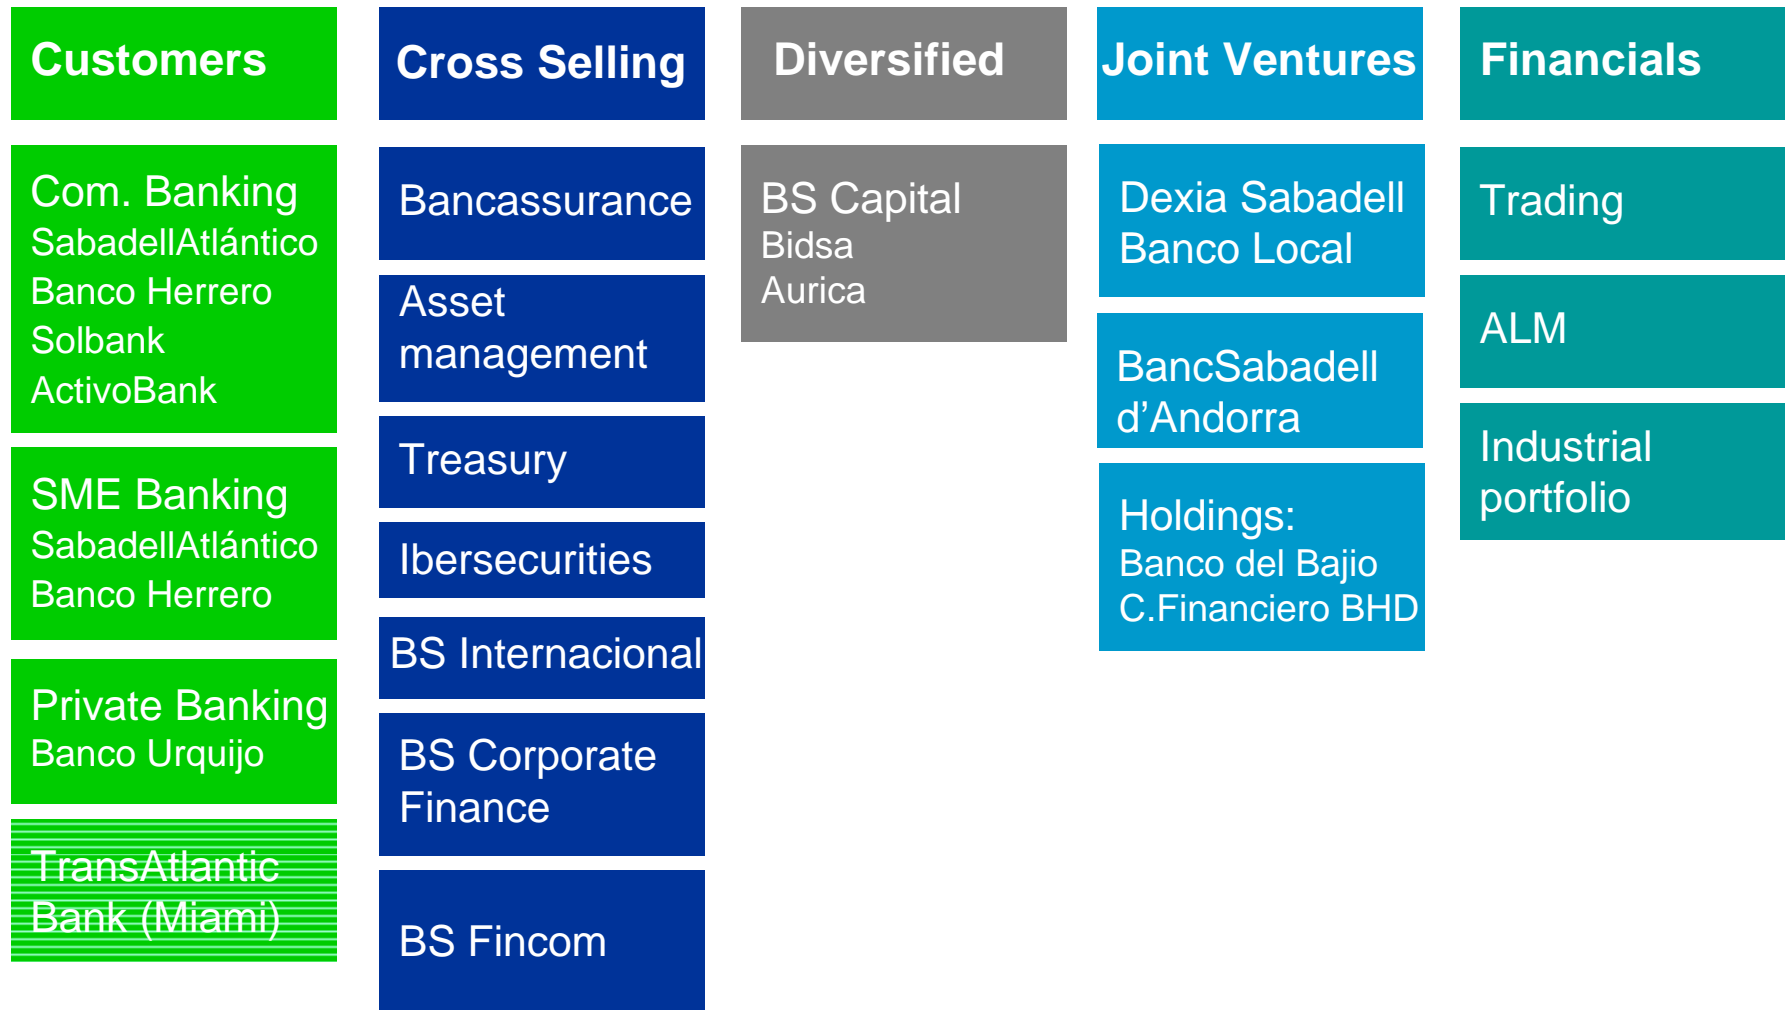 Customers
Com. Banking
SabadellAtlántico
Banco Herrero
Solbank
ActivoBank
SME Banking
SabadellAtlántico
Banco Herrero
Private Banking
Banco Urquijo
TransAtlantic
Bank (Miami)
Cross Selling
Bancassurance
Asset
management
Treasury
Ibersecurities
BS Internacional
BS Corporate
Finance
BS Fincom
Diversified
BS Capital
Bidsa
Aurica
Joint Ventures
Dexia Sabadell
Banco Local
BancSabadell
d’Andorra
Holdings:
Banco del Bajio
C.Financiero BHD
Financials
Trading
ALM
Industrial
portfolio